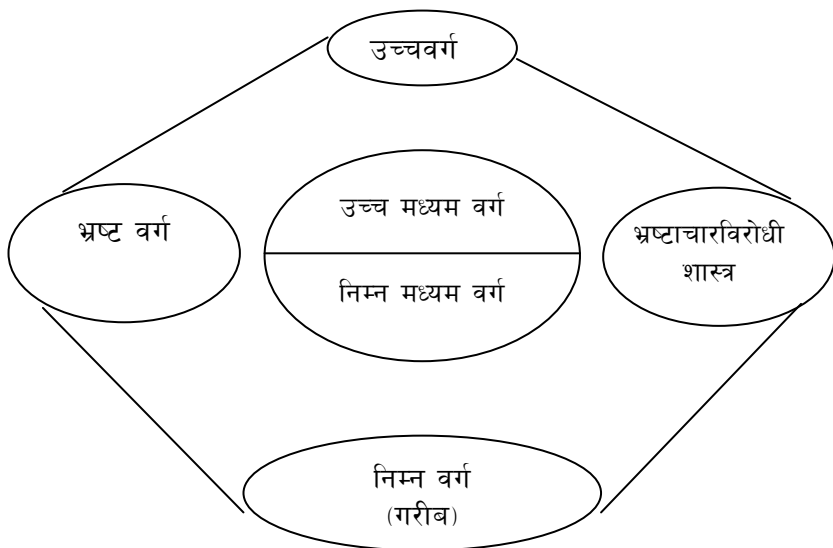 उच्चवर्ग
भ्रष्ट वर्ग
उच्च मध्यम वर्ग
निम्न मध्यम वर्ग
भ्रष्टाचारविरोधी
शास्त्र
निम्न वर्ग
(गरीब)